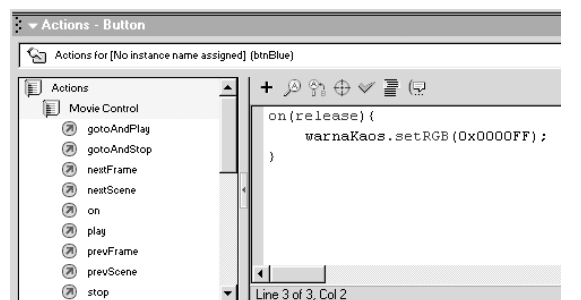 Actions - Button
Actions for [No instance name assigned] (btnBlue)
Actions
Movie Control
gotoAndPlay
gotoAndStop
nextFrame
nextScene
on
play
prevFrame
prevScene
stop
on(release){
warnaKaos.setRGB(0x0000FF);
}
Line 3 of 3, Col 2